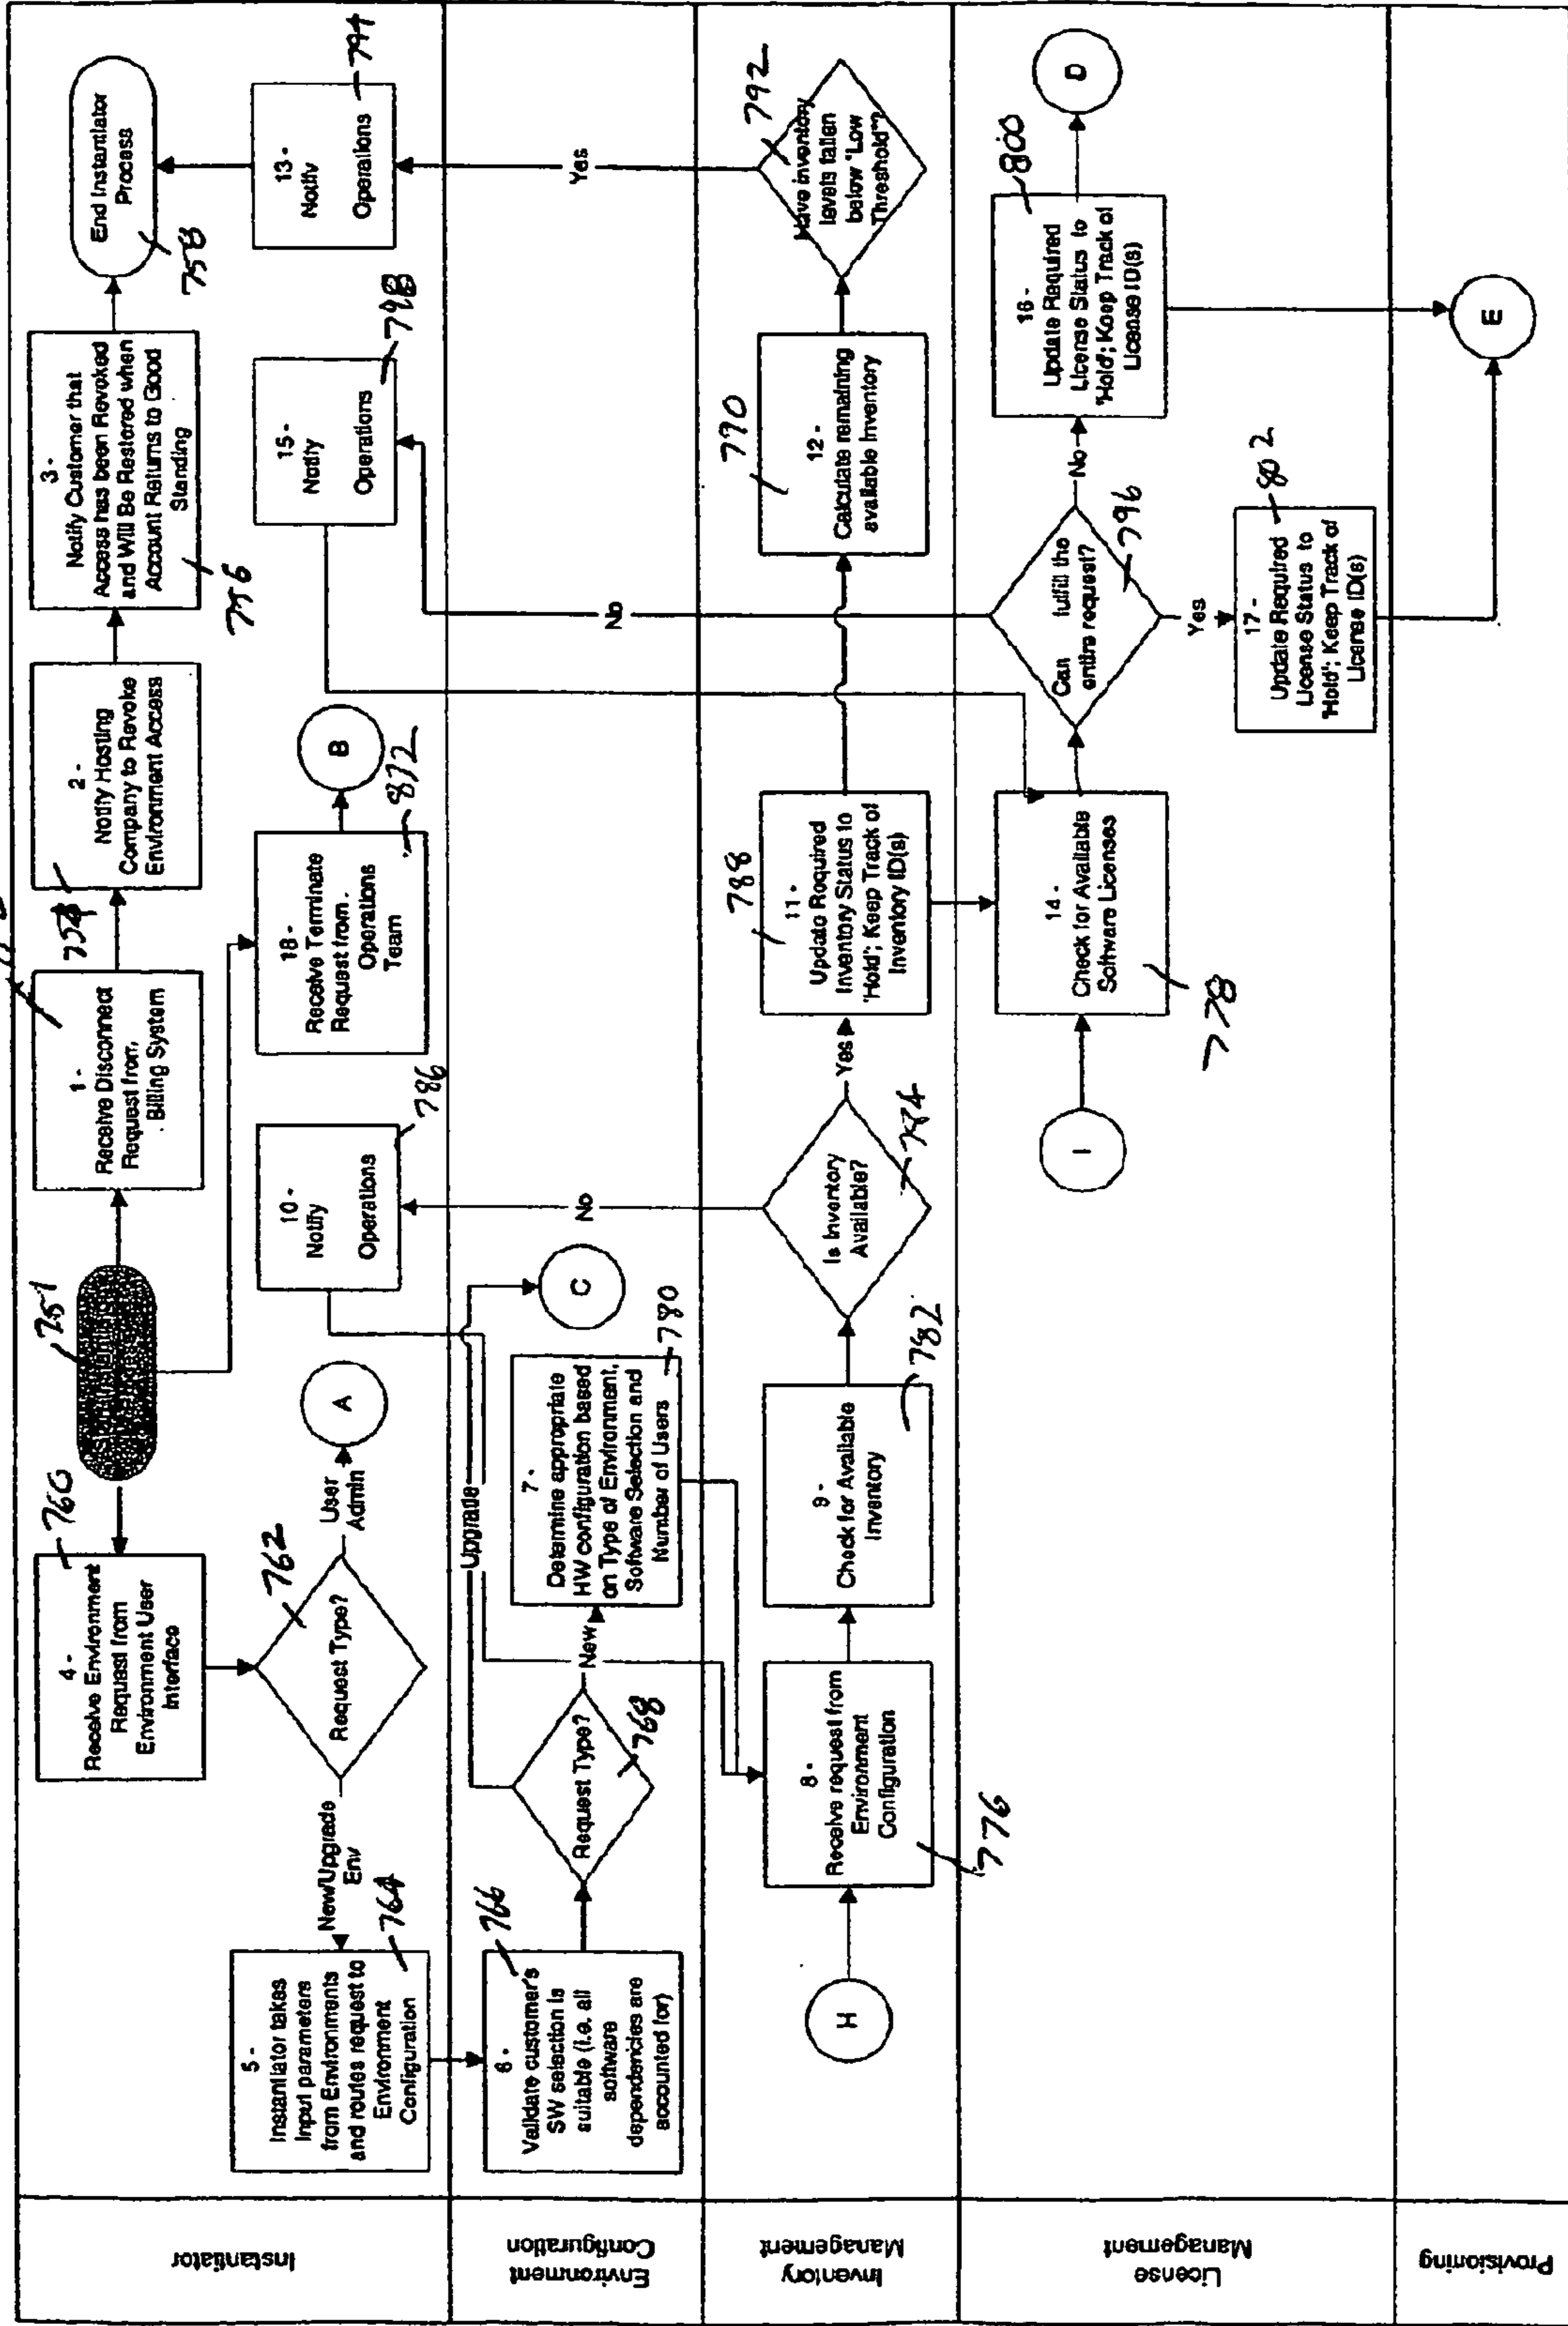 Instantiator
4 -
Receive Environment
Request from
Environment User
Interface
760
751
1 -
Receive Disconnect
Request from,
Billing System
2 -
Notify Hosting
Company to Revoke
Environment Access
754
3 -
Notify Customer that
Access has been Revoked
and Will Be Restored when
Account Returns to Good
Standing
756
End Instantiator
Process
758
5 -
Instantiator takes
Input parameters
from Environments
and routes request to
Environment
Configuration
764
New/Upgrade
Env
Request Type?
762
User
Admin
A
10 -
Notify
Operations
786
18 -
Receive Terminate
Request from
Operations
Team
872
B
15 -
Notify
Operations
798
13 -
Notify
Operations
794
Environment
Configuration
6 -
Validate customer's
SW selection is
suitable (i.e. all
software
dependencies are
accounted for)
766
Request Type?
768
Upgrade
New
7 -
Determine appropriate
HW configuration based
on Type of Environment,
Software Selection and
Number of Users
780
C
No
No
Yes
Inventory
Management
H
8 -
Receive request from
Environment
Configuration
776
9 -
Check for Available
Inventory
782
Is Inventory
Available?
784
Yes
11 -
Update Required
Inventory Status to
'Hold'; Keep Track of
Inventory ID(s)
788
12 -
Calculate remaining
available Inventory
790
Have inventory
levels fallen
below "Low
Threshold"?
792
License
Management
I
14 -
Check for Available
Software Licenses
778
Can fulfill the
entire request?
796
No
16 -
Update Required
License Status to
'Hold'; Keep Track of
License ID(s)
800
D
Yes
17 -
Update Required
License Status to
'Hold'; Keep Track of
License ID(s)
802
Provisioning
E